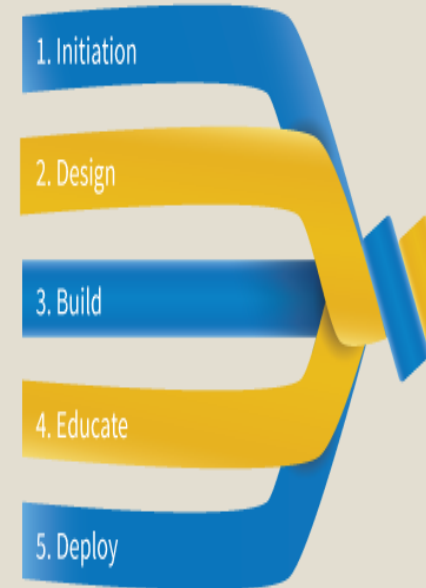 1. Initiation
2. Design
3. Build
4. Educate
5. Deploy